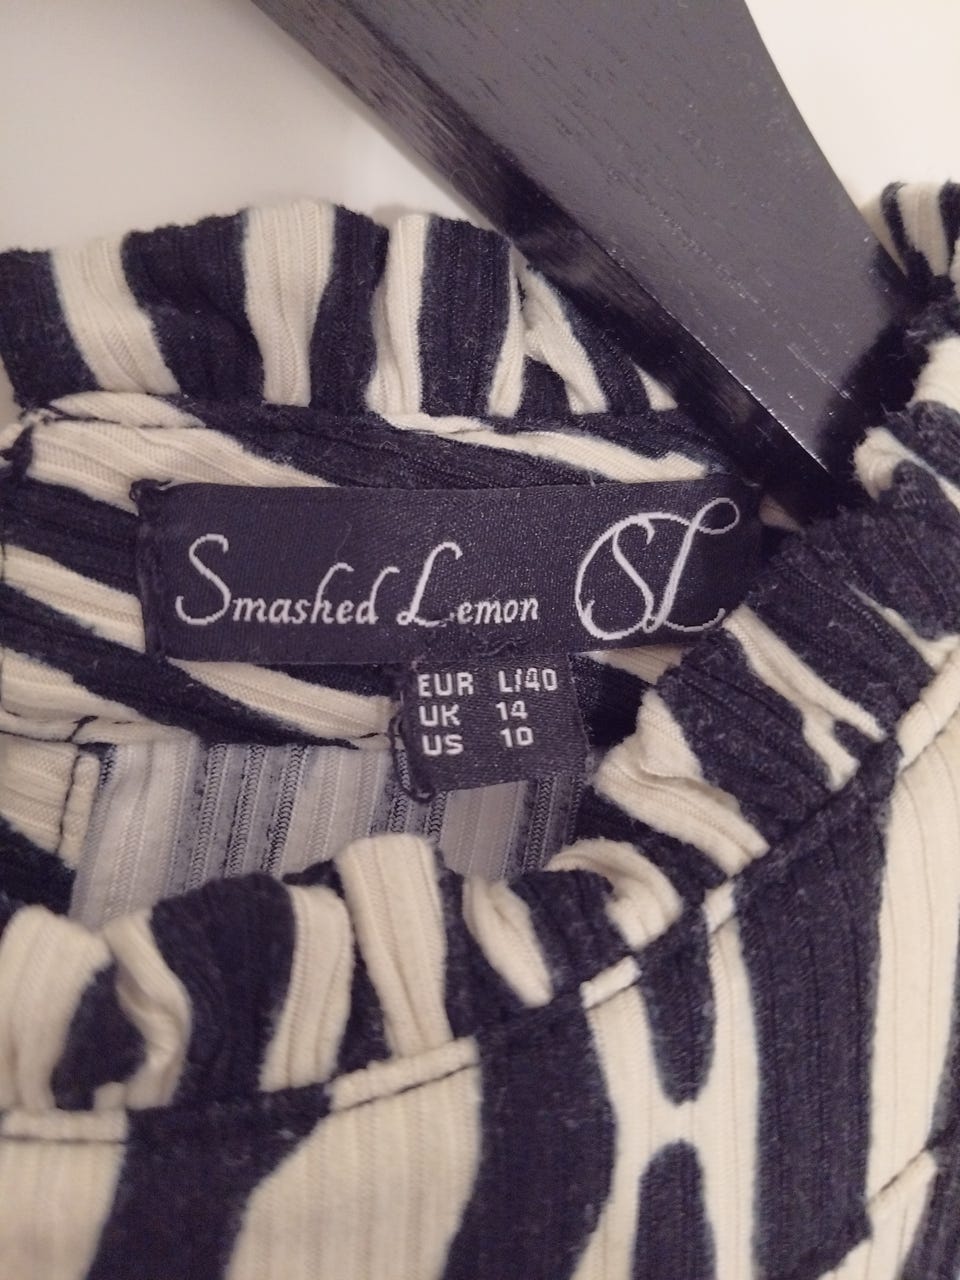 Smashed Lemon SL
EUR L/40
UK 14
US 10